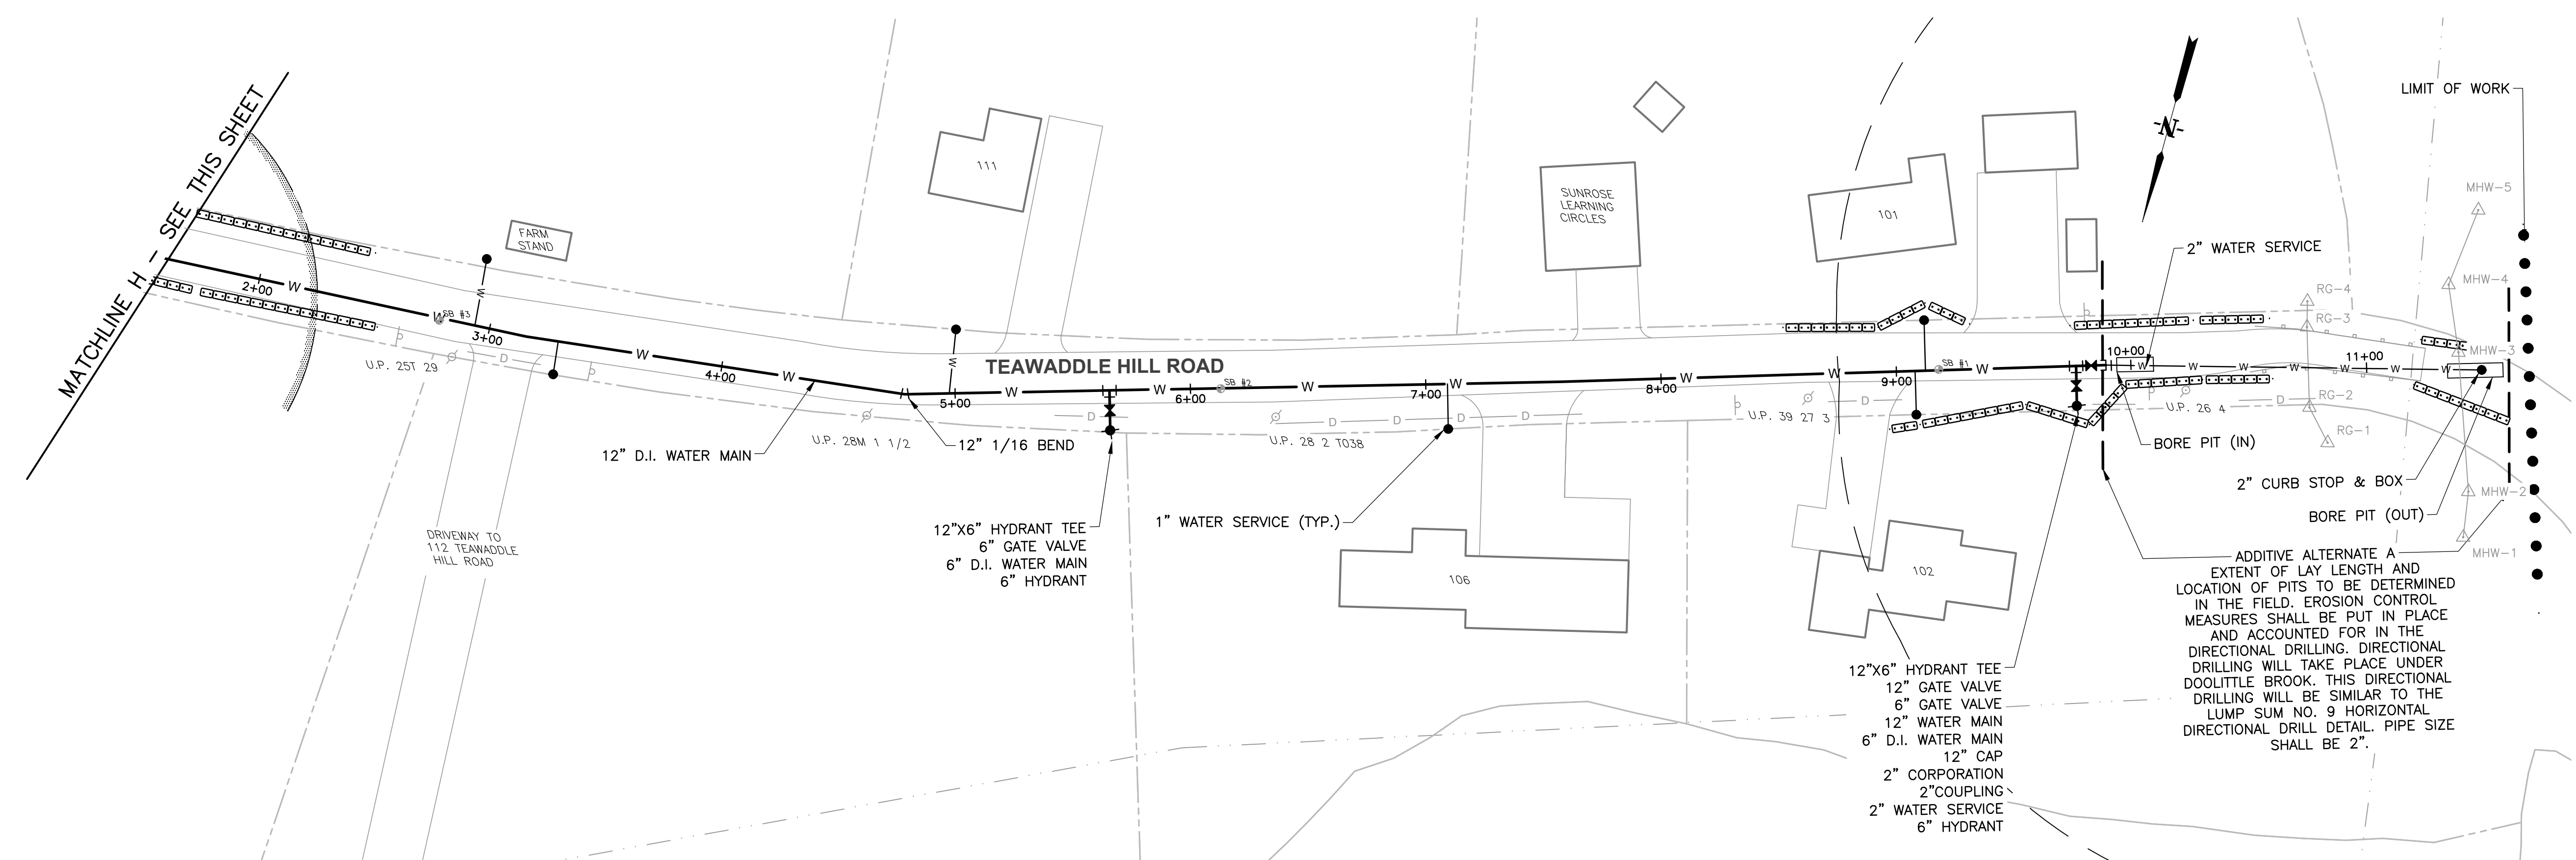 MATCHLINE H - SEE THIS SHEET
2+00
W
W
SB #3
3+00
W
U.P. 25T 29
D
FARM
STAND
DRIVEWAY TO
112 TEAWADDLE
HILL ROAD
W
4+00
W
12" D.I. WATER MAIN
U.P. 28M 1 1/2
111
W
5+00
12" 1/16 BEND
TEAWADDLE HILL ROAD
W
D
W
6+00
SB #2
12"X6" HYDRANT TEE
6" GATE VALVE
6" D.I. WATER MAIN
6" HYDRANT
W
U.P. 28 2 T038
D
D
D
D
7+00
W
1" WATER SERVICE (TYP.)
106
SUNROSE
LEARNING
CIRCLES
8+00
W
U.P. 39 27 3
W
D
101
9+00
SB #1
W
102
12"X6" HYDRANT TEE
12" GATE VALVE
6" GATE VALVE
12" WATER MAIN
6" D.I. WATER MAIN
12" CAP
2" CORPORATION
2"COUPLING
2" WATER SERVICE
6" HYDRANT
-N-
2" WATER SERVICE
10+00
W
W
W
W
W
W
W
11+00
BORE PIT (IN)
U.P. 26 4
D
RG-4
RG-3
RG-2
RG-1
LIMIT OF WORK
MHW-5
MHW-4
MHW-3
MHW-2
MHW-1
2" CURB STOP & BOX
BORE PIT (OUT)
ADDITIVE ALTERNATE A
EXTENT OF LAY LENGTH AND
LOCATION OF PITS TO BE DETERMINED
IN THE FIELD. EROSION CONTROL
MEASURES SHALL BE PUT IN PLACE
AND ACCOUNTED FOR IN THE
DIRECTIONAL DRILLING. DIRECTIONAL
DRILLING WILL TAKE PLACE UNDER
DOOLITTLE BROOK. THIS DIRECTIONAL
DRILLING WILL BE SIMILAR TO THE
LUMP SUM NO. 9 HORIZONTAL
DIRECTIONAL DRILL DETAIL. PIPE SIZE
SHALL BE 2".